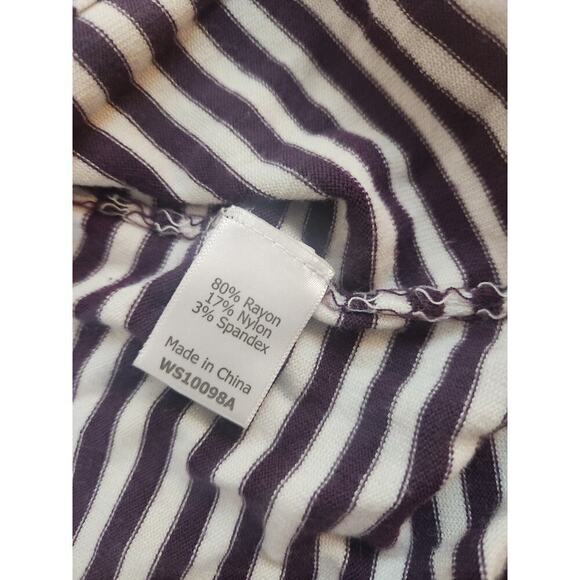 80% Rayon
17% Nylon
3% Spandex
Made in China
WS10098A